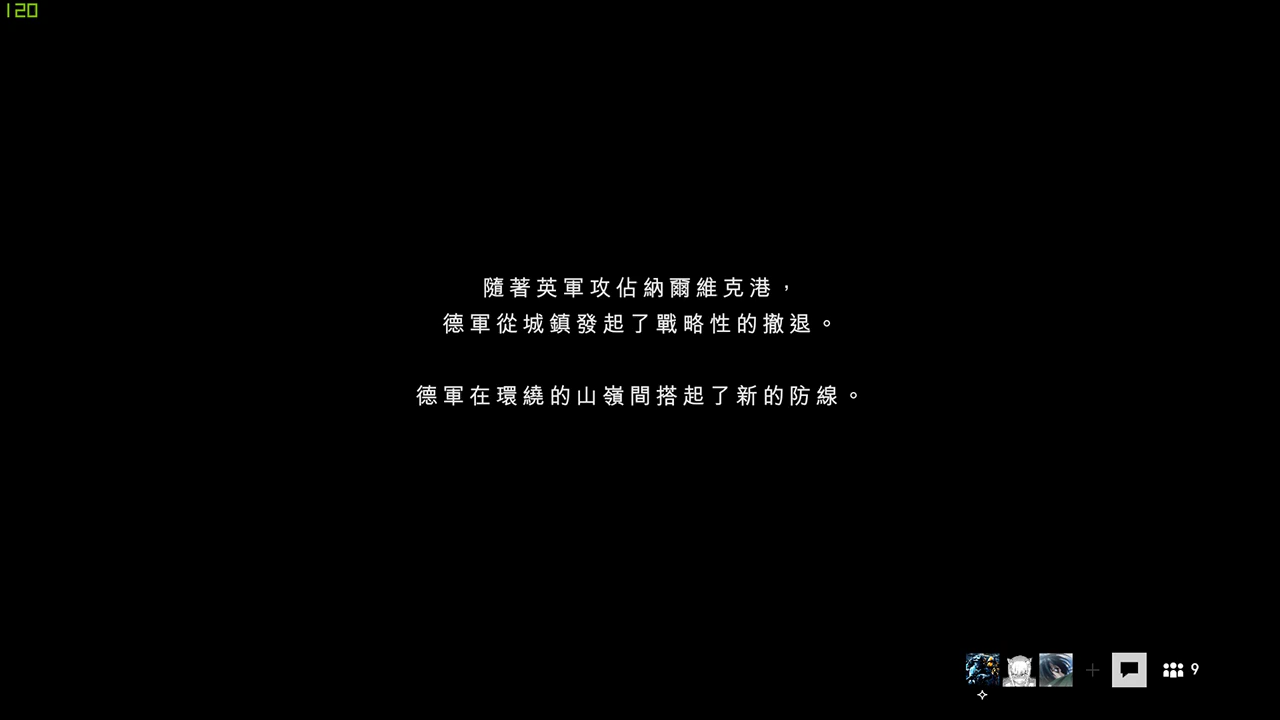 120
隨著英軍攻佔納爾維克港，
德軍從城鎮發起了戰略性的撤退。
德軍在環繞的山嶺間搭起了新的防線。
9